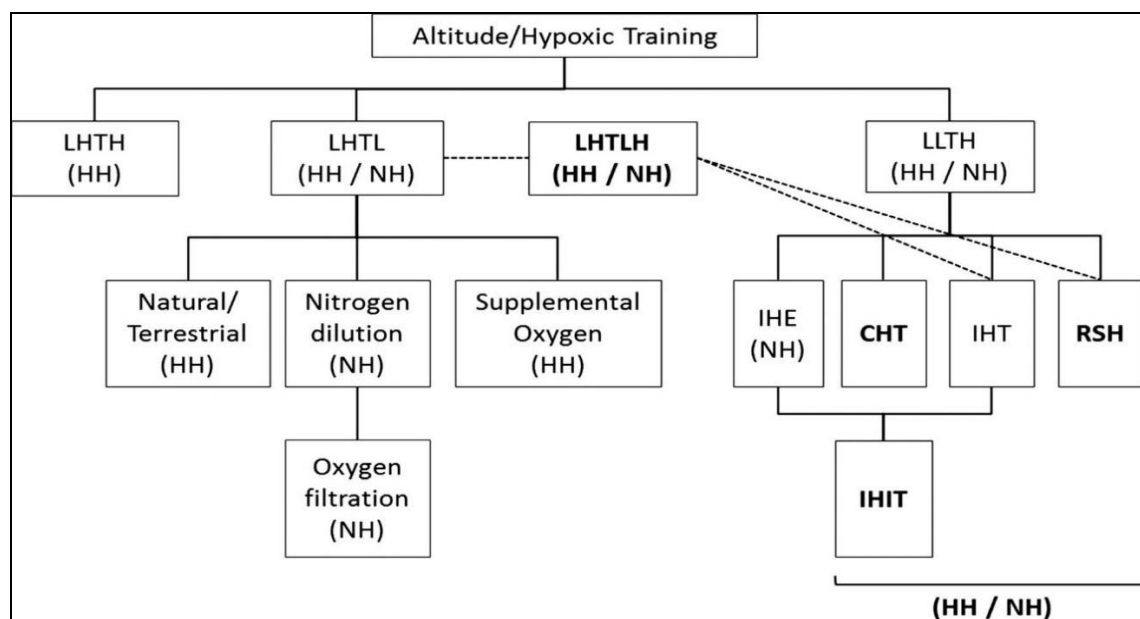 Altitude/Hypoxic Training
LHTH
(HH)
LHTL
(HH / NH)
LHTLH
(HH / NH)
LLTH
(HH / NH)
Natural/
Terrestrial
(HH)
Nitrogen
dilution
(NH)
Supplemental
Oxygen
(HH)
IHE
(NH)
CHT
IHT
RSH
Oxygen
filtration
(NH)
IHIT
(HH / NH)